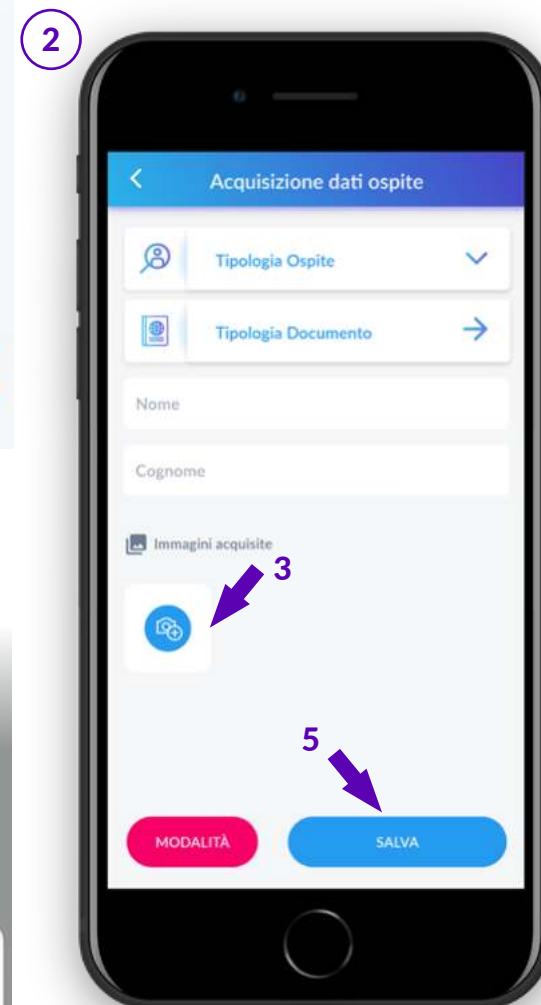 2
Acquisizione dati ospite
Tipologia Ospite
Tipologia Documento
Nome
Cognome
Immagini acquisite
3
5
MODALITÀ
SALVA